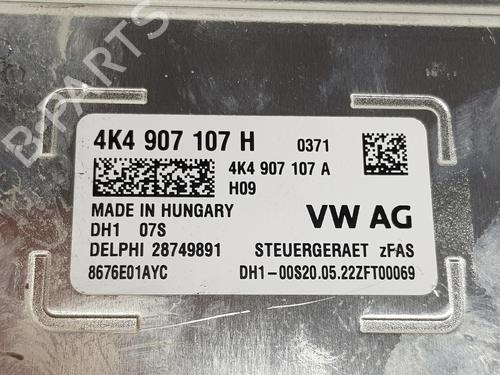 4K4 907 107 H 0371
4K4 907 107 A
H09
MADE IN HUNGARY
DH1 07S
VW AG
DELPHI 28749891 STEUERGERAET zFAS
8676E01AYC DH1-00S20.05.22ZFT00069
B-PARTS